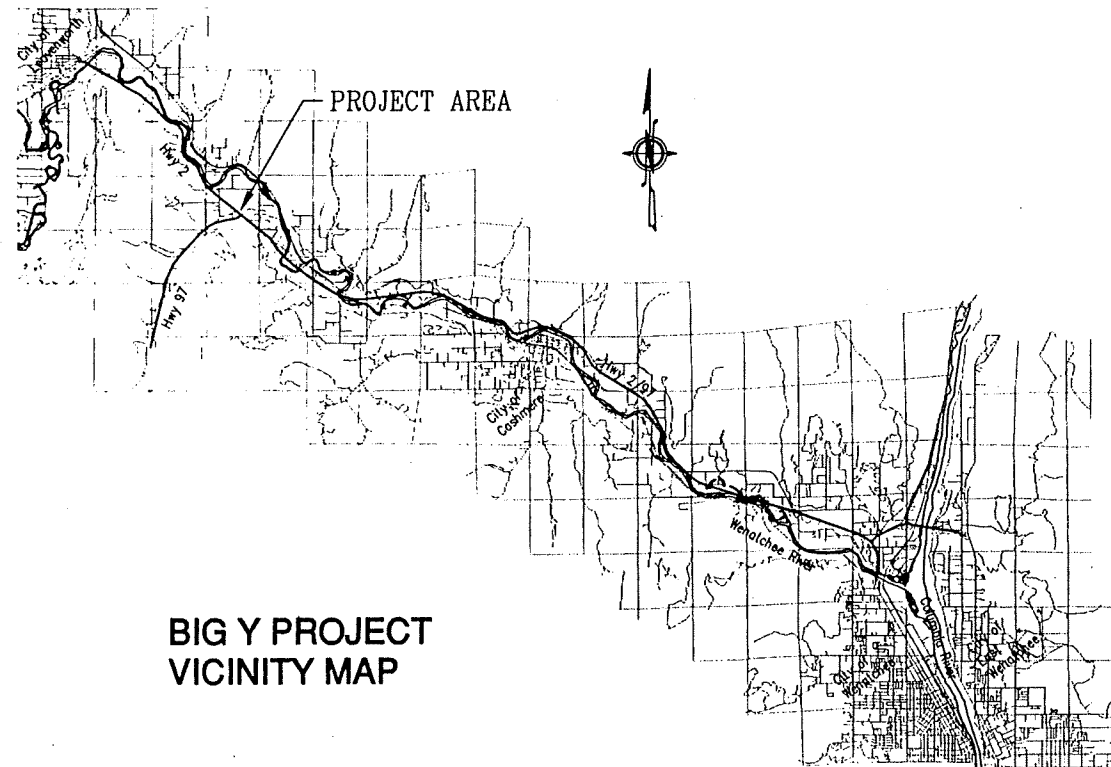 City of
Leavenworth
PROJECT AREA
Hwy 2
Hwy 97
Hwy 2/97
City of
Cashmere
Wenatchee River
BIG Y PROJECT
VICINITY MAP
Columbia River
City of
Wenatchee
City of
East
Wenatchee